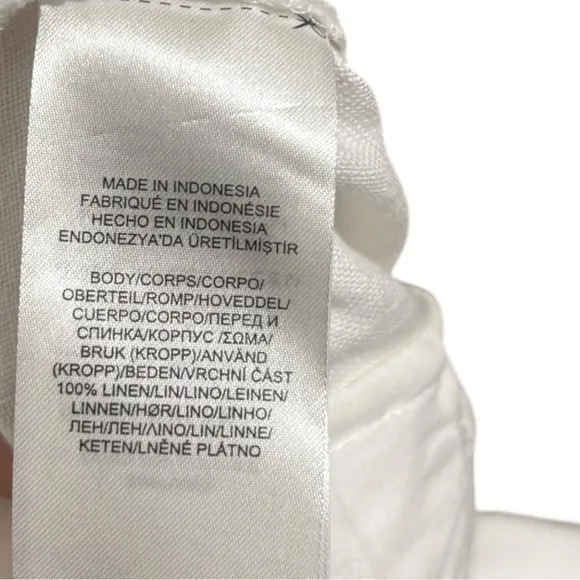 MADE IN INDONESIA
FABRIQUÉ EN INDONÉSIE
HECHO EN INDONESIA
ENDONEZYA'DA ÜRETİLMİŞTİR
BODY/CORPS/CORPO/
OBERTEIL/ROMP/HOVEDDEL/
CUERPO/CORPO/ПЕРЕД И
СПИНКА/КОРПУС /ΣΩΜΑ/
BRUK (KROPP)/ANVÄND
(KROPP)/BEDEN/VRCHNÍ ČÁST
100% LINEN/LIN/LINO/LEINEN/
LINNEN/HØR/LINO/LINHO/
ЛЕН/ЛЕН/ΛΙΝΟ/LIN/LINNE/
KETEN/LNĚNÉ PLÁTNO